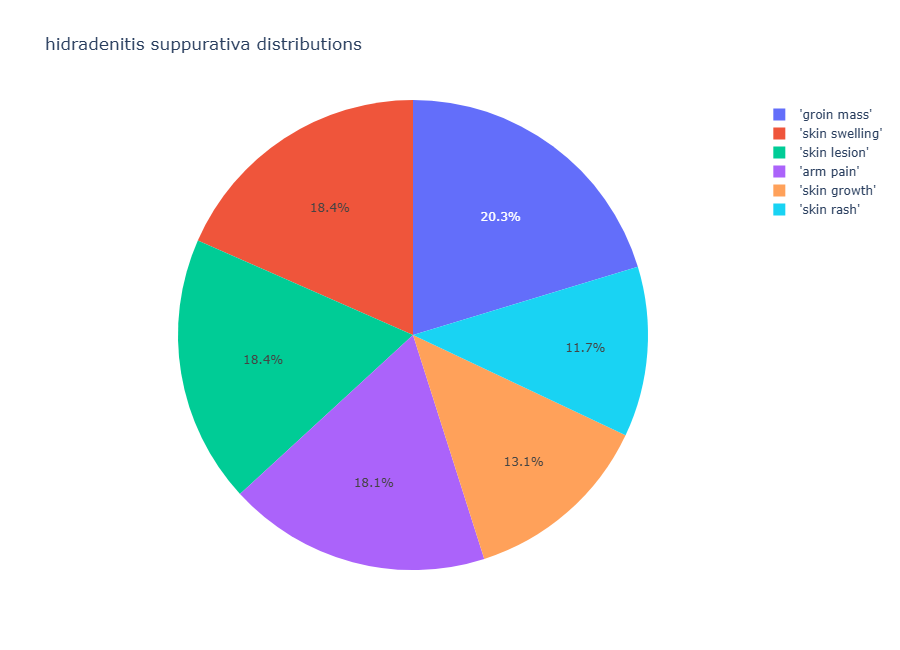 hidradenitis suppurativa distributions
'groin mass'
'skin swelling'
'skin lesion'
'arm pain'
'skin growth'
'skin rash'
18.4%
20.3%
11.7%
18.4%
13.1%
18.1%